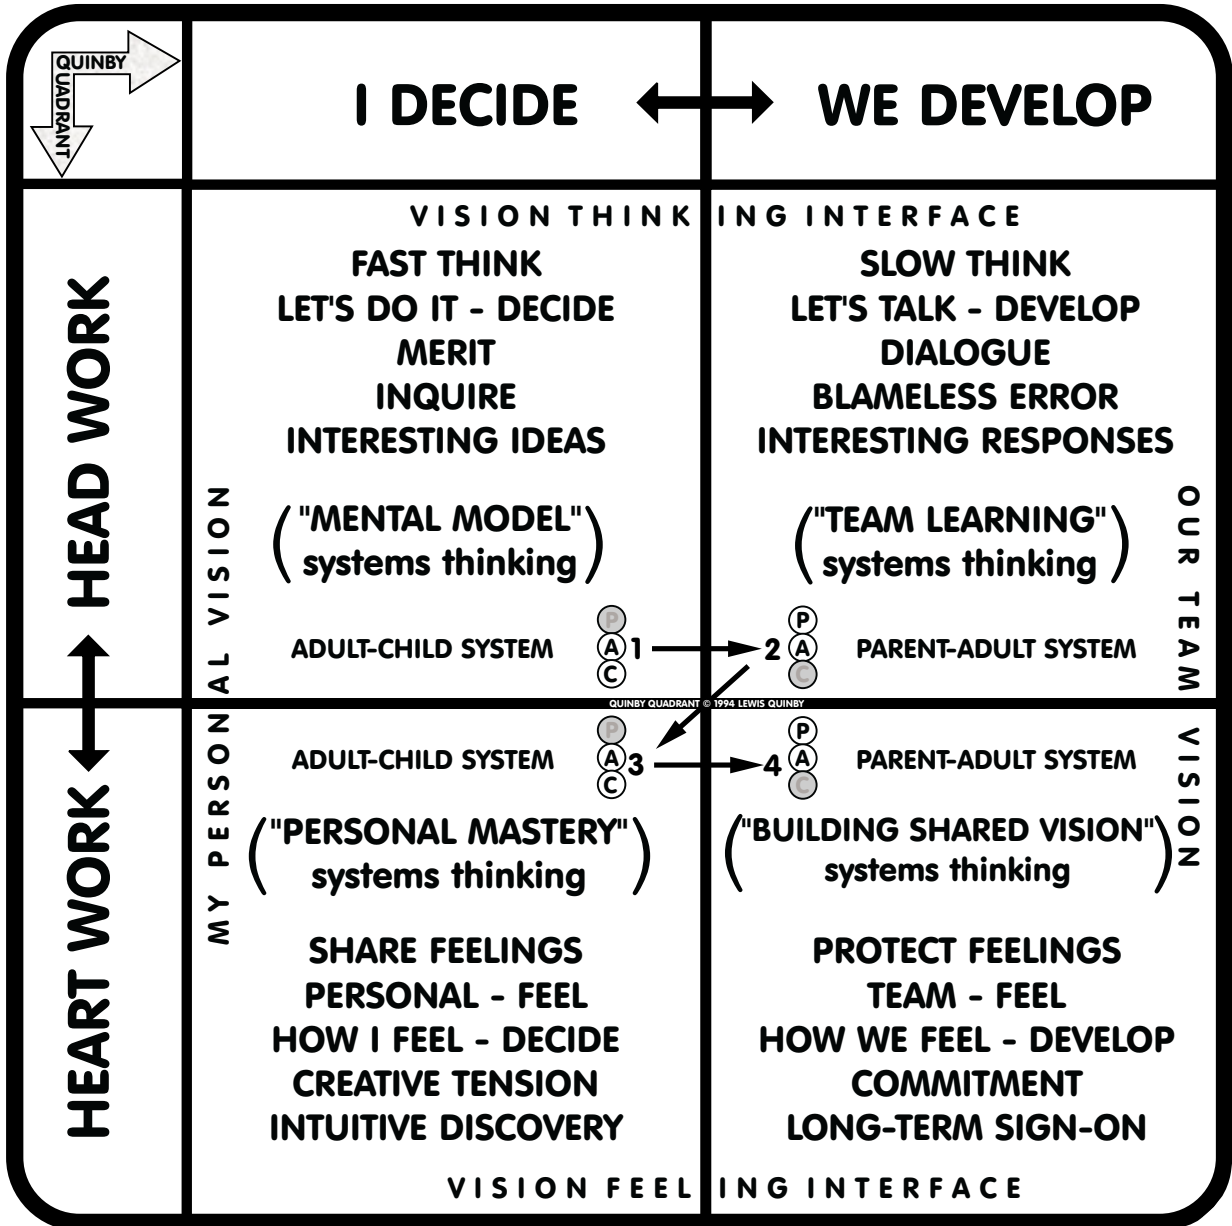 QUINBY
QUADRANT
I DECIDE
WE DEVELOP
HEAD WORK
HEART WORK
VISION THINKING INTERFACE
MY PERSONAL VISION
OUR TEAM VISION
FAST THINK
LET'S DO IT - DECIDE
MERIT
INQUIRE
INTERESTING IDEAS
("MENTAL MODEL"
systems thinking)
ADULT-CHILD SYSTEM
P
A 1
C
SLOW THINK
LET'S TALK - DEVELOP
DIALOGUE
BLAMELESS ERROR
INTERESTING RESPONSES
("TEAM LEARNING"
systems thinking)
P
2 A
C
PARENT-ADULT SYSTEM
QUINBY QUADRANT © 1994 LEWIS QUINBY
ADULT-CHILD SYSTEM
P
A 3
C
("PERSONAL MASTERY"
systems thinking)
SHARE FEELINGS
PERSONAL - FEEL
HOW I FEEL - DECIDE
CREATIVE TENSION
INTUITIVE DISCOVERY
P
4 A
C
PARENT-ADULT SYSTEM
("BUILDING SHARED VISION"
systems thinking)
PROTECT FEELINGS
TEAM - FEEL
HOW WE FEEL - DEVELOP
COMMITMENT
LONG-TERM SIGN-ON
VISION FEELING INTERFACE